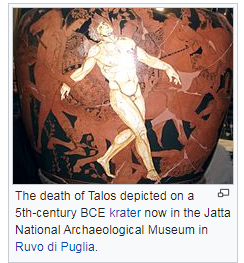 The death of Talos depicted on a
5th-century BCE krater now in the Jatta
National Archaeological Museum in
Ruvo di Puglia.